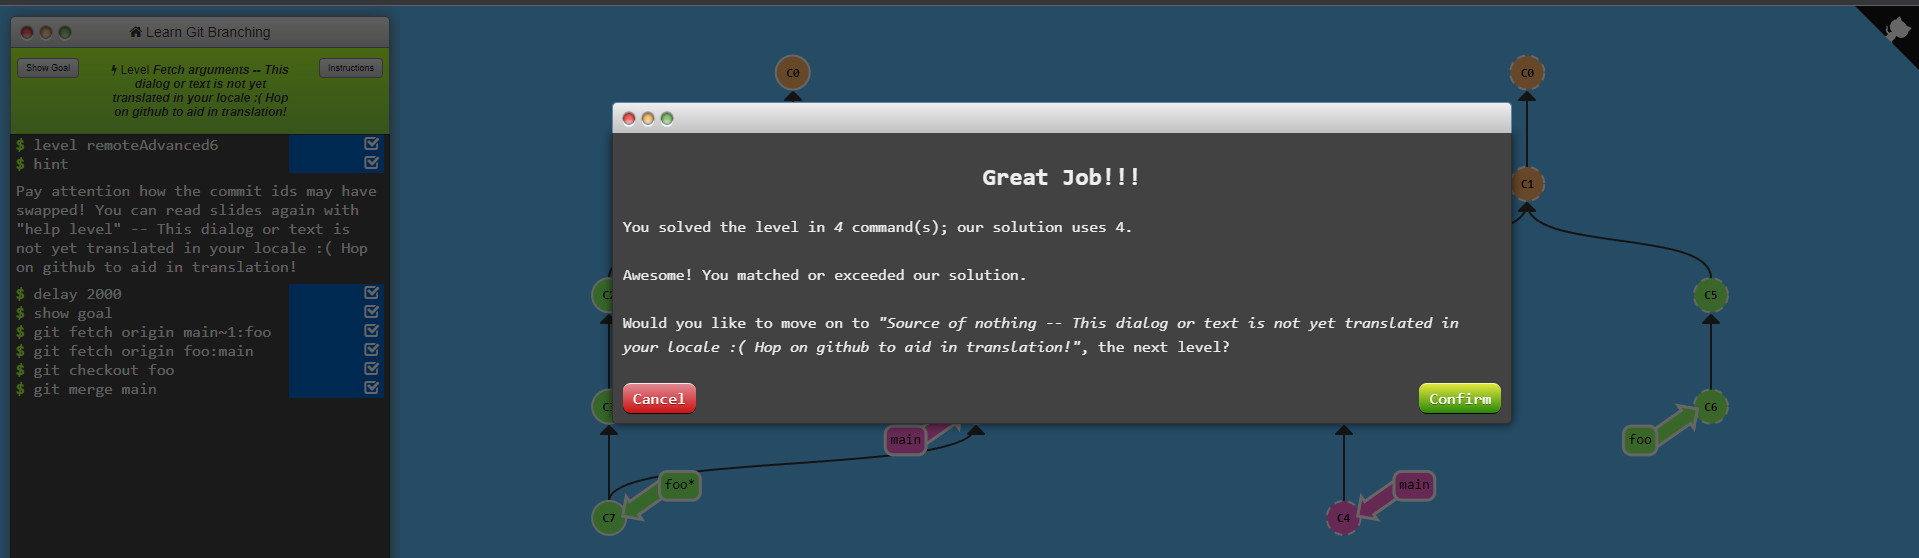 Learn Git Branching
Show Goal
Level Fetch arguments -- This
dialog or text is not yet
translated in your locale :( Hop
on github to aid in translation!
Instructions
$ level remoteAdvanced6
$ hint
Pay attention how the commit ids may have
swapped! You can read slides again with
"help level" -- This dialog or text is
not yet translated in your locale :( Hop
on github to aid in translation!
$ delay 2000
$ show goal
$ git fetch origin main~1:foo
$ git fetch origin foo:main
$ git checkout foo
$ git merge main
C0
C0
C1
Great Job!!!
You solved the level in 4 command(s); our solution uses 4.
Awesome! You matched or exceeded our solution.
Would you like to move on to "Source of nothing -- This dialog or text is not yet translated in
your locale :( Hop on github to aid in translation!", the next level?
Cancel
Confirm
C5
C6
main
foo
foo*
main
C7
C4